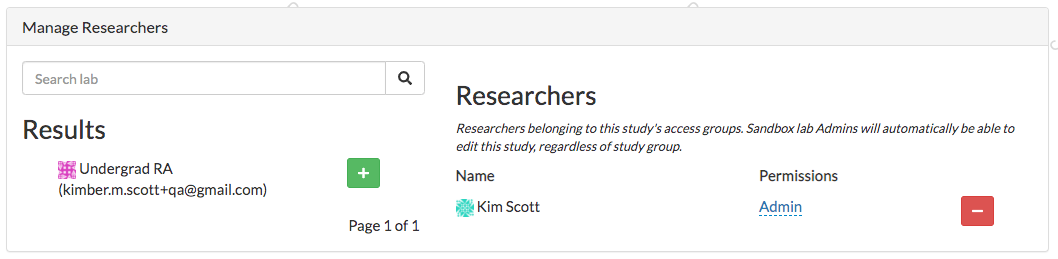 Manage Researchers
Search lab
Results
Undergrad RA
(kimber.m.scott+qa@gmail.com)
Page 1 of 1
Researchers
Researchers belonging to this study's access groups. Sandbox lab Admins will automatically be able to
edit this study, regardless of study group.
Name Permissions
Kim Scott Admin